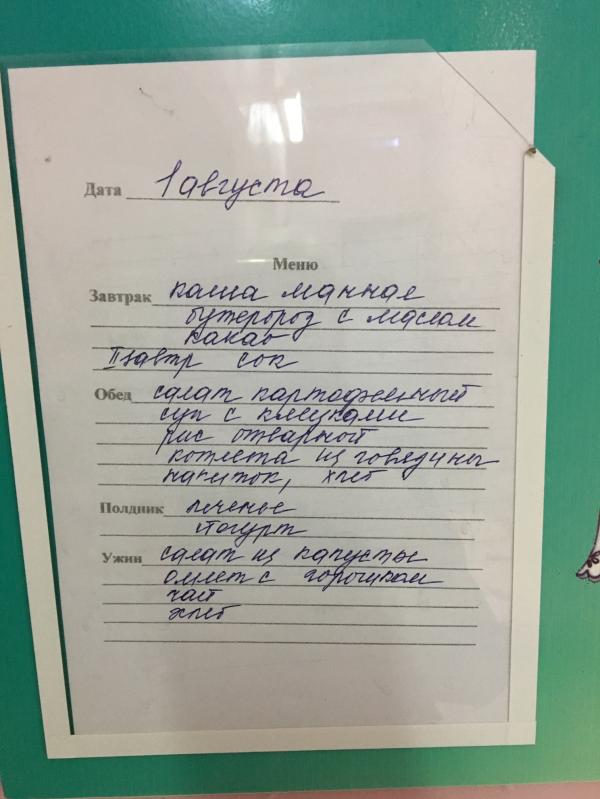 Дата 1 августа
Меню
Завтрак каша манная
бутерород с маслом
какао
II завтр сок
Обед салат картофельный
суп с клецками
рис отварной
котлета из говядины
напиток, хлеб
Полдник печенье
йогурт
Ужин салат из капусты
омлет с горошком
чай
хлеб